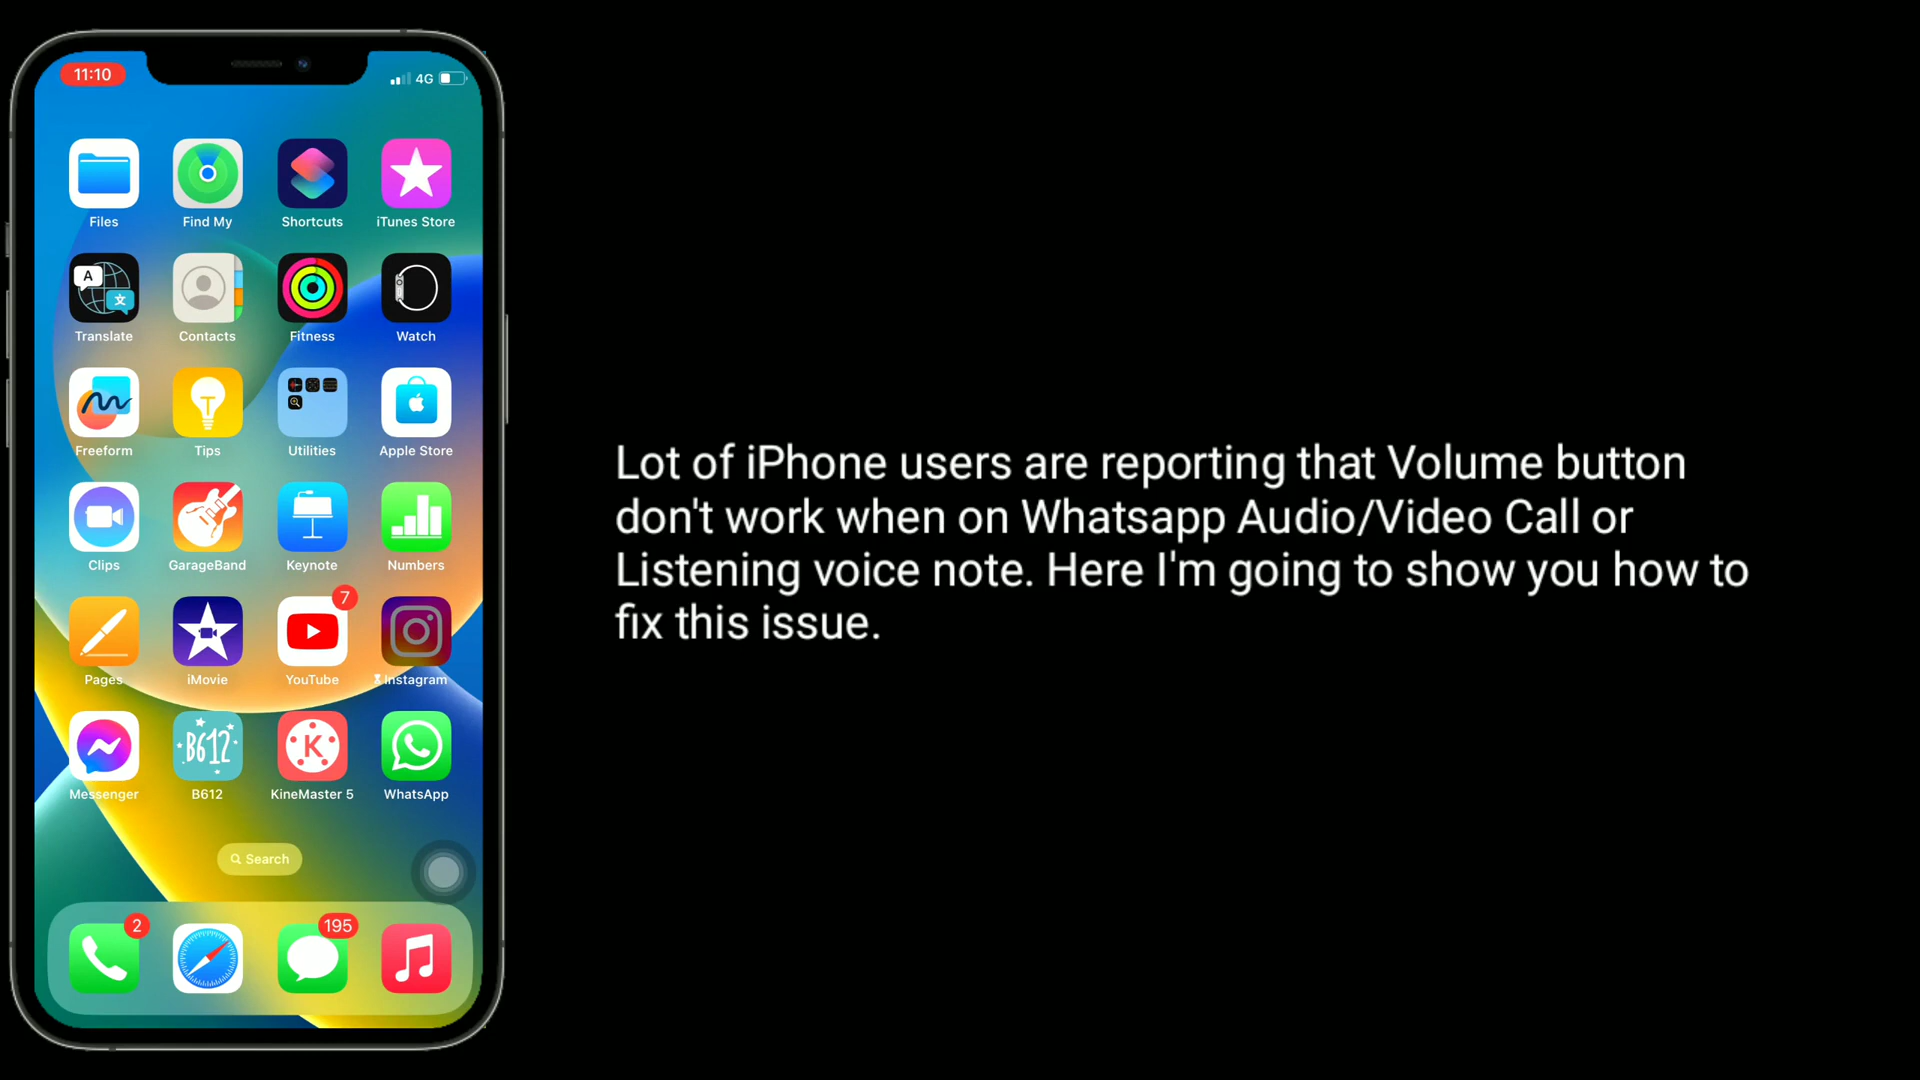 11:10
4G
Files
Find My
Shortcuts
iTunes Store
A
文
Translate
Contacts
Fitness
Watch
T
Freeform
Tips
Utilities
Apple Store
Clips
GarageBand
Keynote
Numbers
7
Pages
iMovie
YouTube
Instagram
B612
K
Messenger
B612
KineMaster 5
WhatsApp
Search
2
195
Lot of iPhone users are reporting that Volume button
don't work when on Whatsapp Audio/Video Call or
Listening voice note. Here I'm going to show you how to
fix this issue.